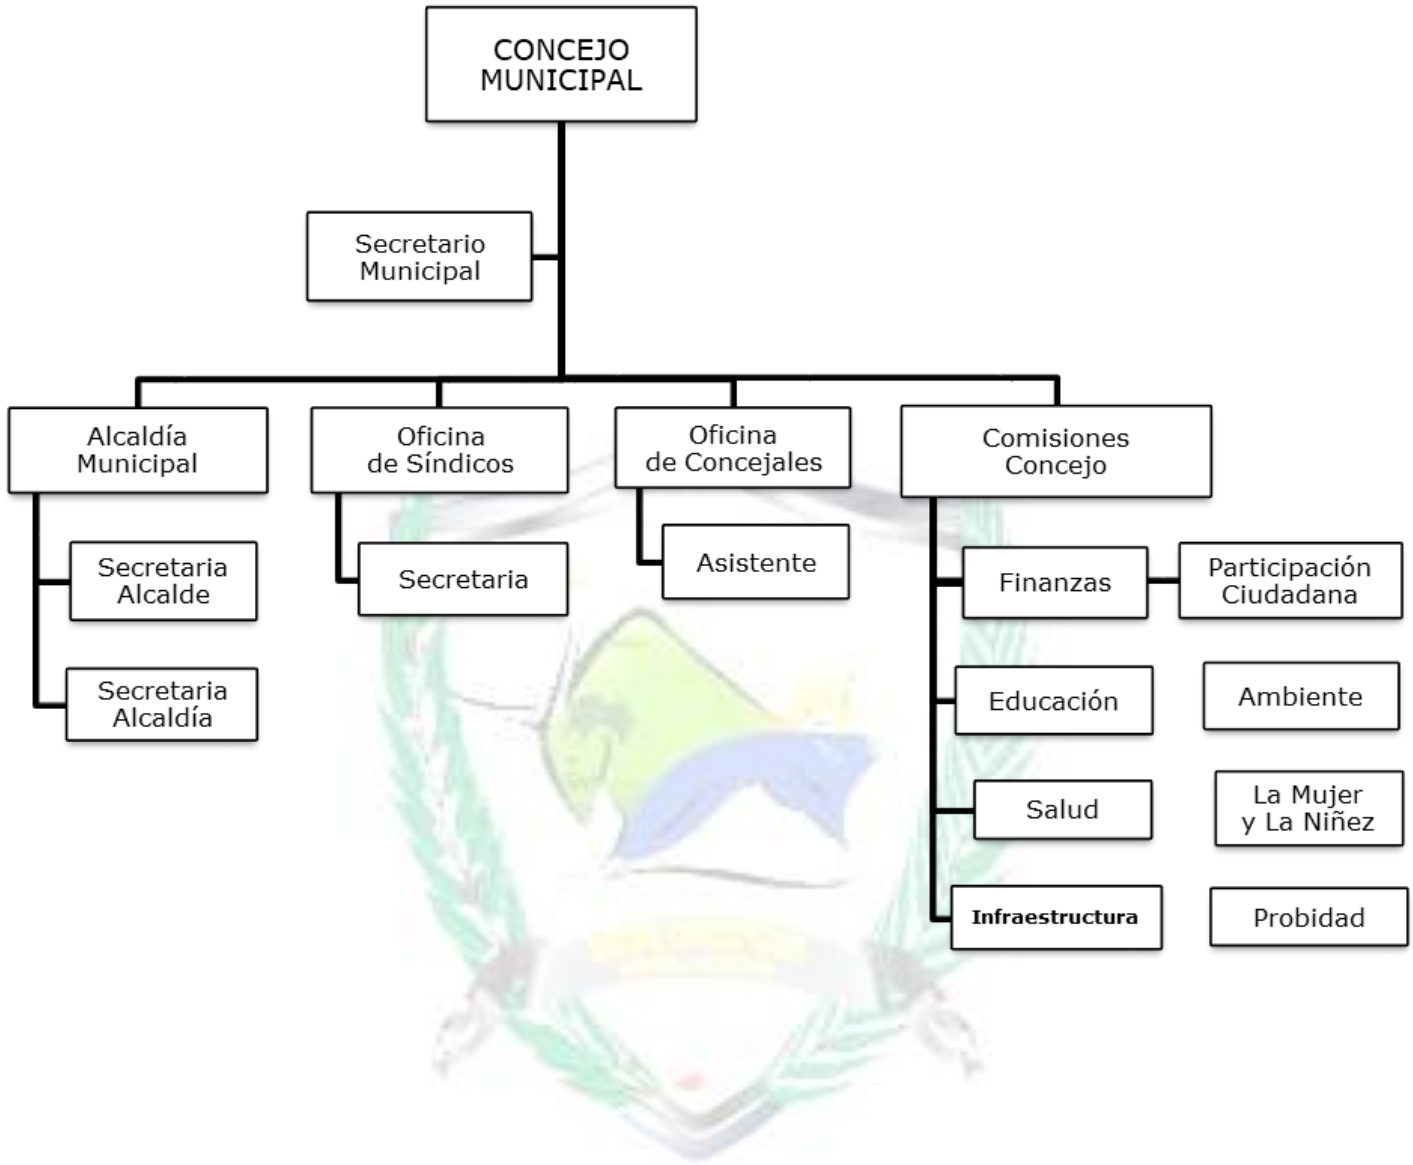 CONCEJO
MUNICIPAL
Secretario
Municipal
Alcaldía
Municipal
Oficina
de Síndicos
Oficina
de Concejales
Comisiones
Concejo
Secretaria
Alcalde
Secretaria
Asistente
Finanzas
Participación
Ciudadana
Secretaria
Alcaldía
Educación
Ambiente
Salud
La Mujer
y La Niñez
Infraestructura
Probidad